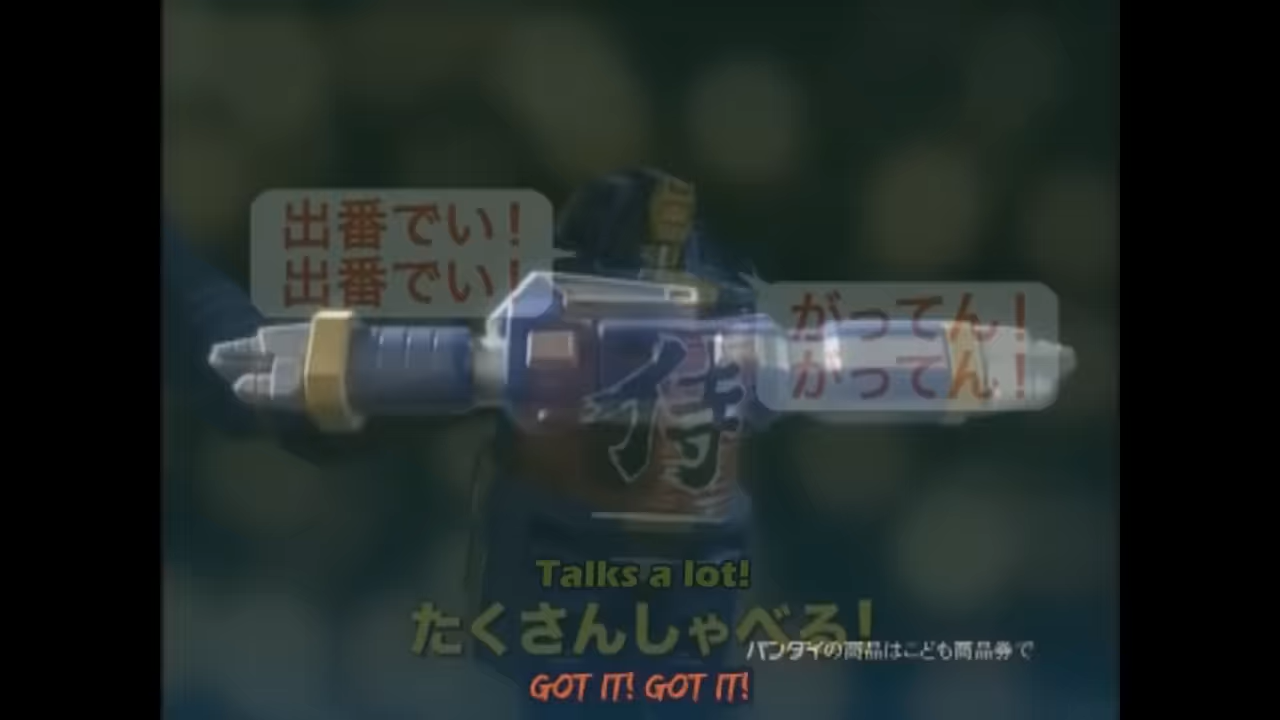 出番でい!
出番でい!
がってん!
がってん!
侍
Talks a lot!
たくさんしゃべる!
バンダイの商品はこども商品券で
GOT IT! GOT IT!